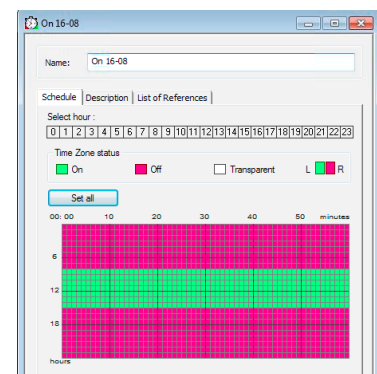 On 16-08
Name: On 16-08
Schedule Description List of References
Select hour :
0 1 2 3 4 5 6 7 8 9 10 11 12 13 14 15 16 17 18 19 20 21 22 23
Time Zone status
On Off Transparent L R
Set all
00: 00 10 20 30 40 50 minutes
6
12
18
hours